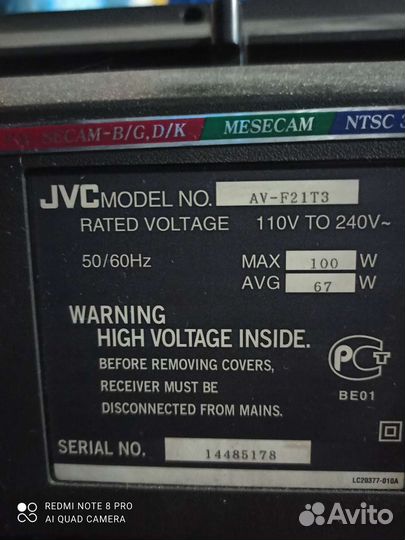 SECAM-B/G,D/K MESECAM NTSC
JVC MODEL NO. AV-F21T3
RATED VOLTAGE 110V TO 240V~
50/60Hz MAX 100 W
AVG 67 W
WARNING
HIGH VOLTAGE INSIDE.
BEFORE REMOVING COVERS,
RECEIVER MUST BE
DISCONNECTED FROM MAINS.
РСТ
BE01
SERIAL NO. 14485178
LC20377-010A
REDMI NOTE 8 PRO
AI QUAD CAMERA
Avito